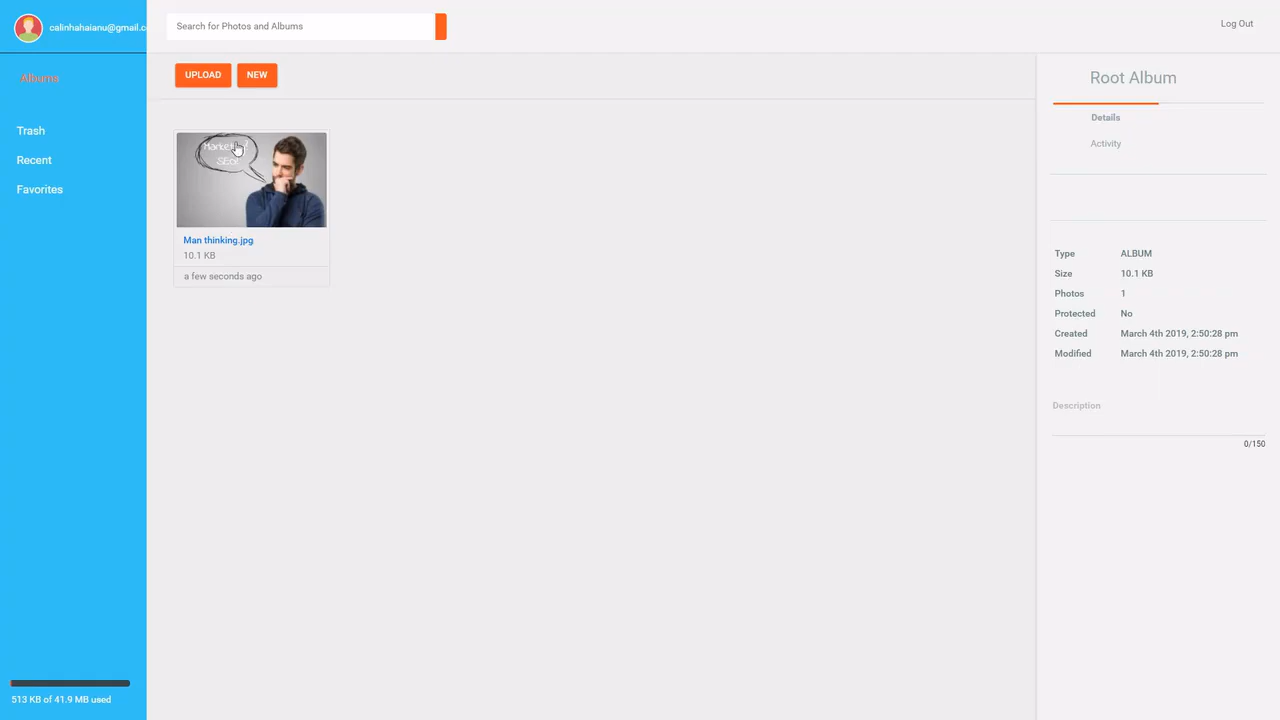 calinhahaianu@gmail.c
Search for Photos and Albums
Log Out
Albums
UPLOAD
NEW
Root Album
Details
Activity
Trash
Recent
Favorites
SEO?
Man thinking.jpg
10.1 KB
a few seconds ago
Type ALBUM
Size 10.1 KB
Photos 1
Protected No
Created March 4th 2019, 2:50:28 pm
Modified March 4th 2019, 2:50:28 pm
Description
0/150
513 KB of 41.9 MB used